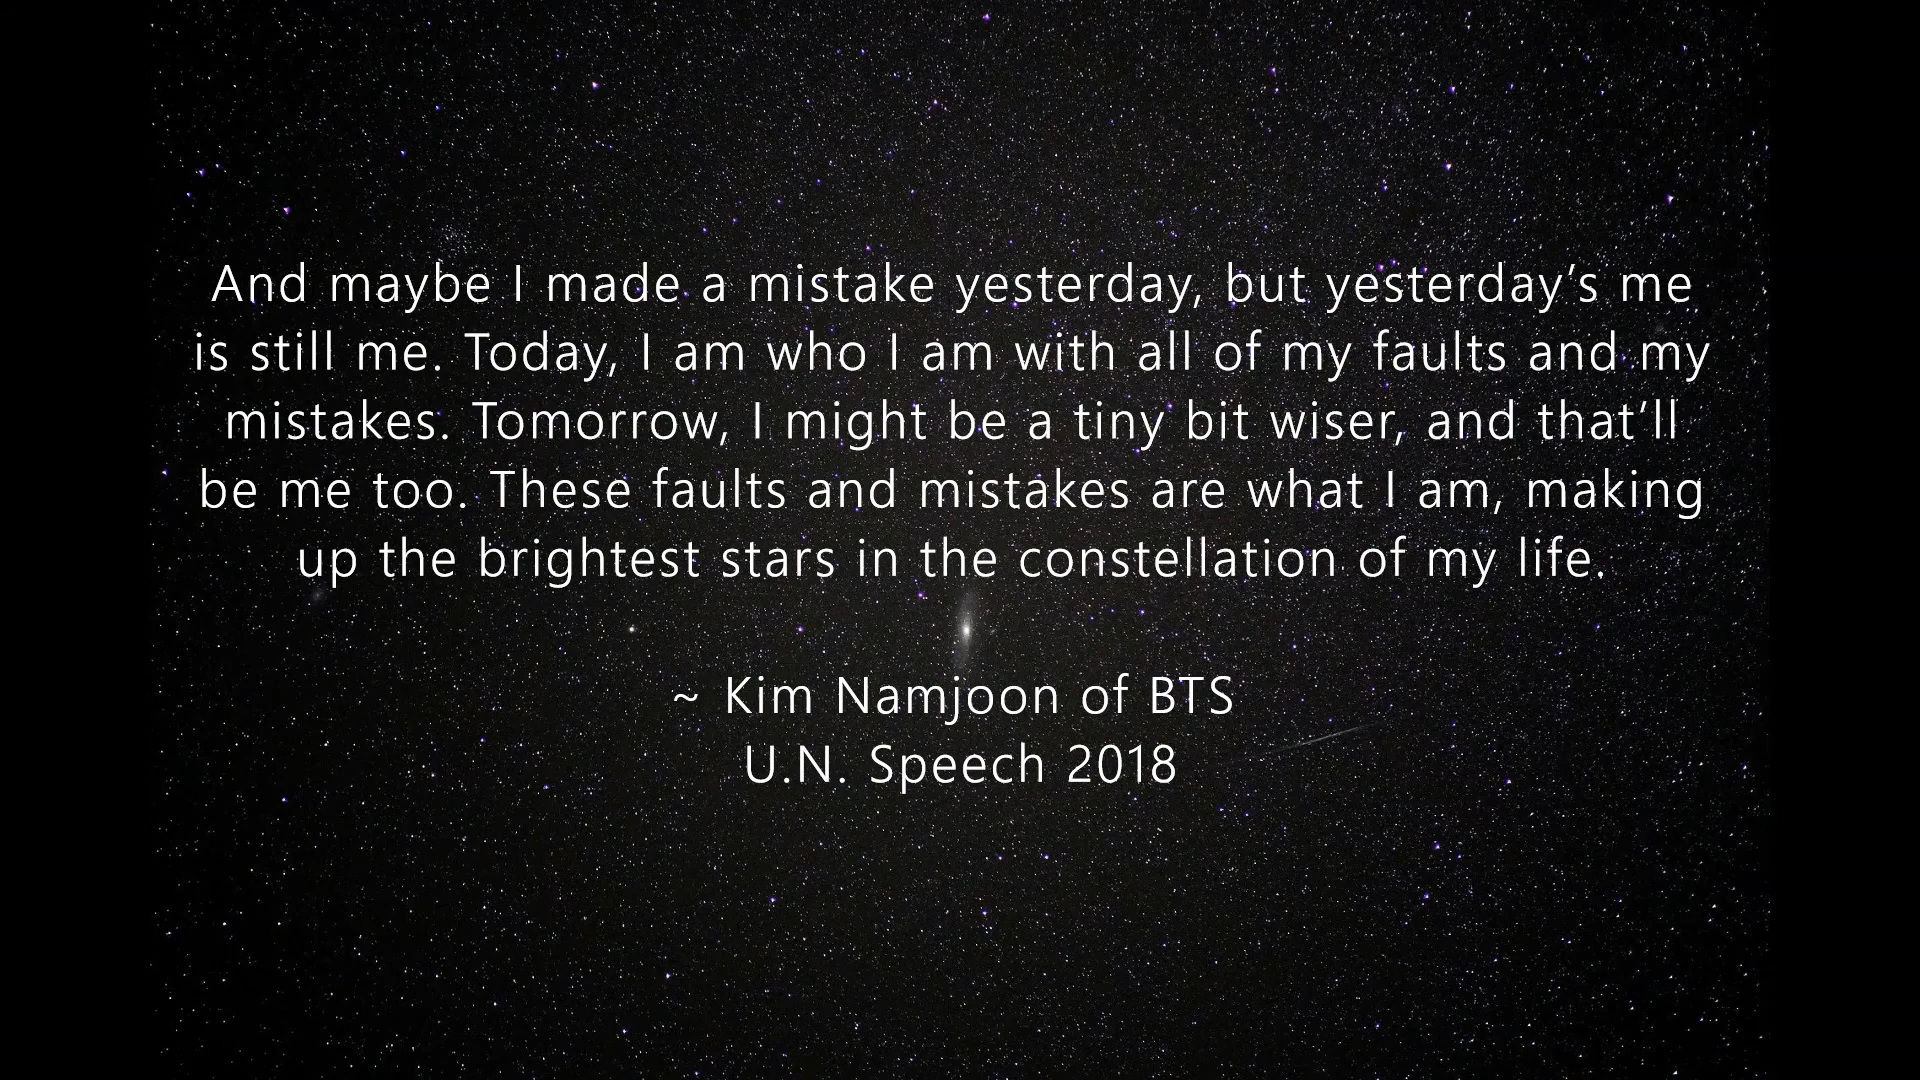 And maybe I made a mistake yesterday, but yesterday’s me
is still me. Today, I am who I am with all of my faults and my
mistakes. Tomorrow, I might be a tiny bit wiser, and that‘ll
be me too. These faults and mistakes are what I am, making
up the brightest stars in the constellation of my life.
~ Kim Namjoon of BTS
U.N. Speech 2018